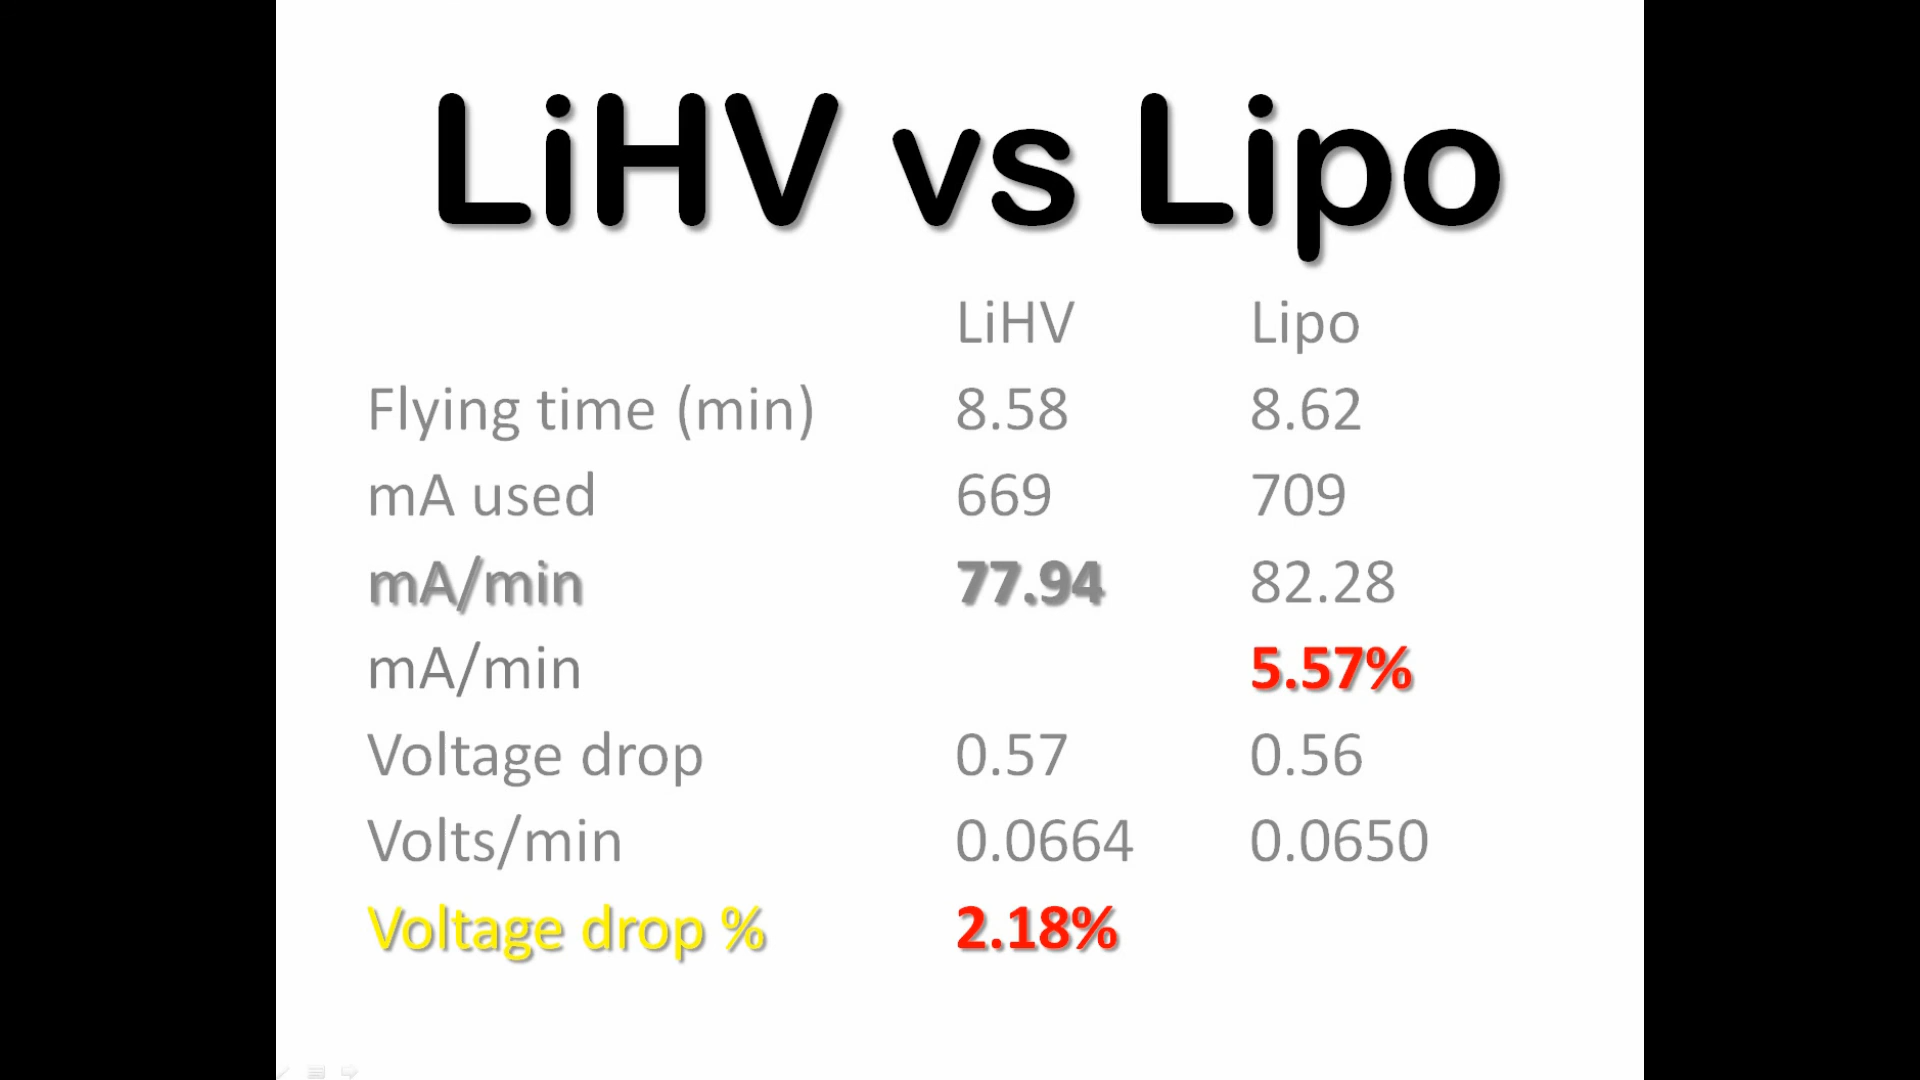 LiHV vs Lipo
LiHV Lipo
Flying time (min) 8.58 8.62
mA used 669 709
mA/min 77.94 82.28
mA/min 5.57%
Voltage drop 0.57 0.56
Volts/min 0.0664 0.0650
Voltage drop % 2.18%